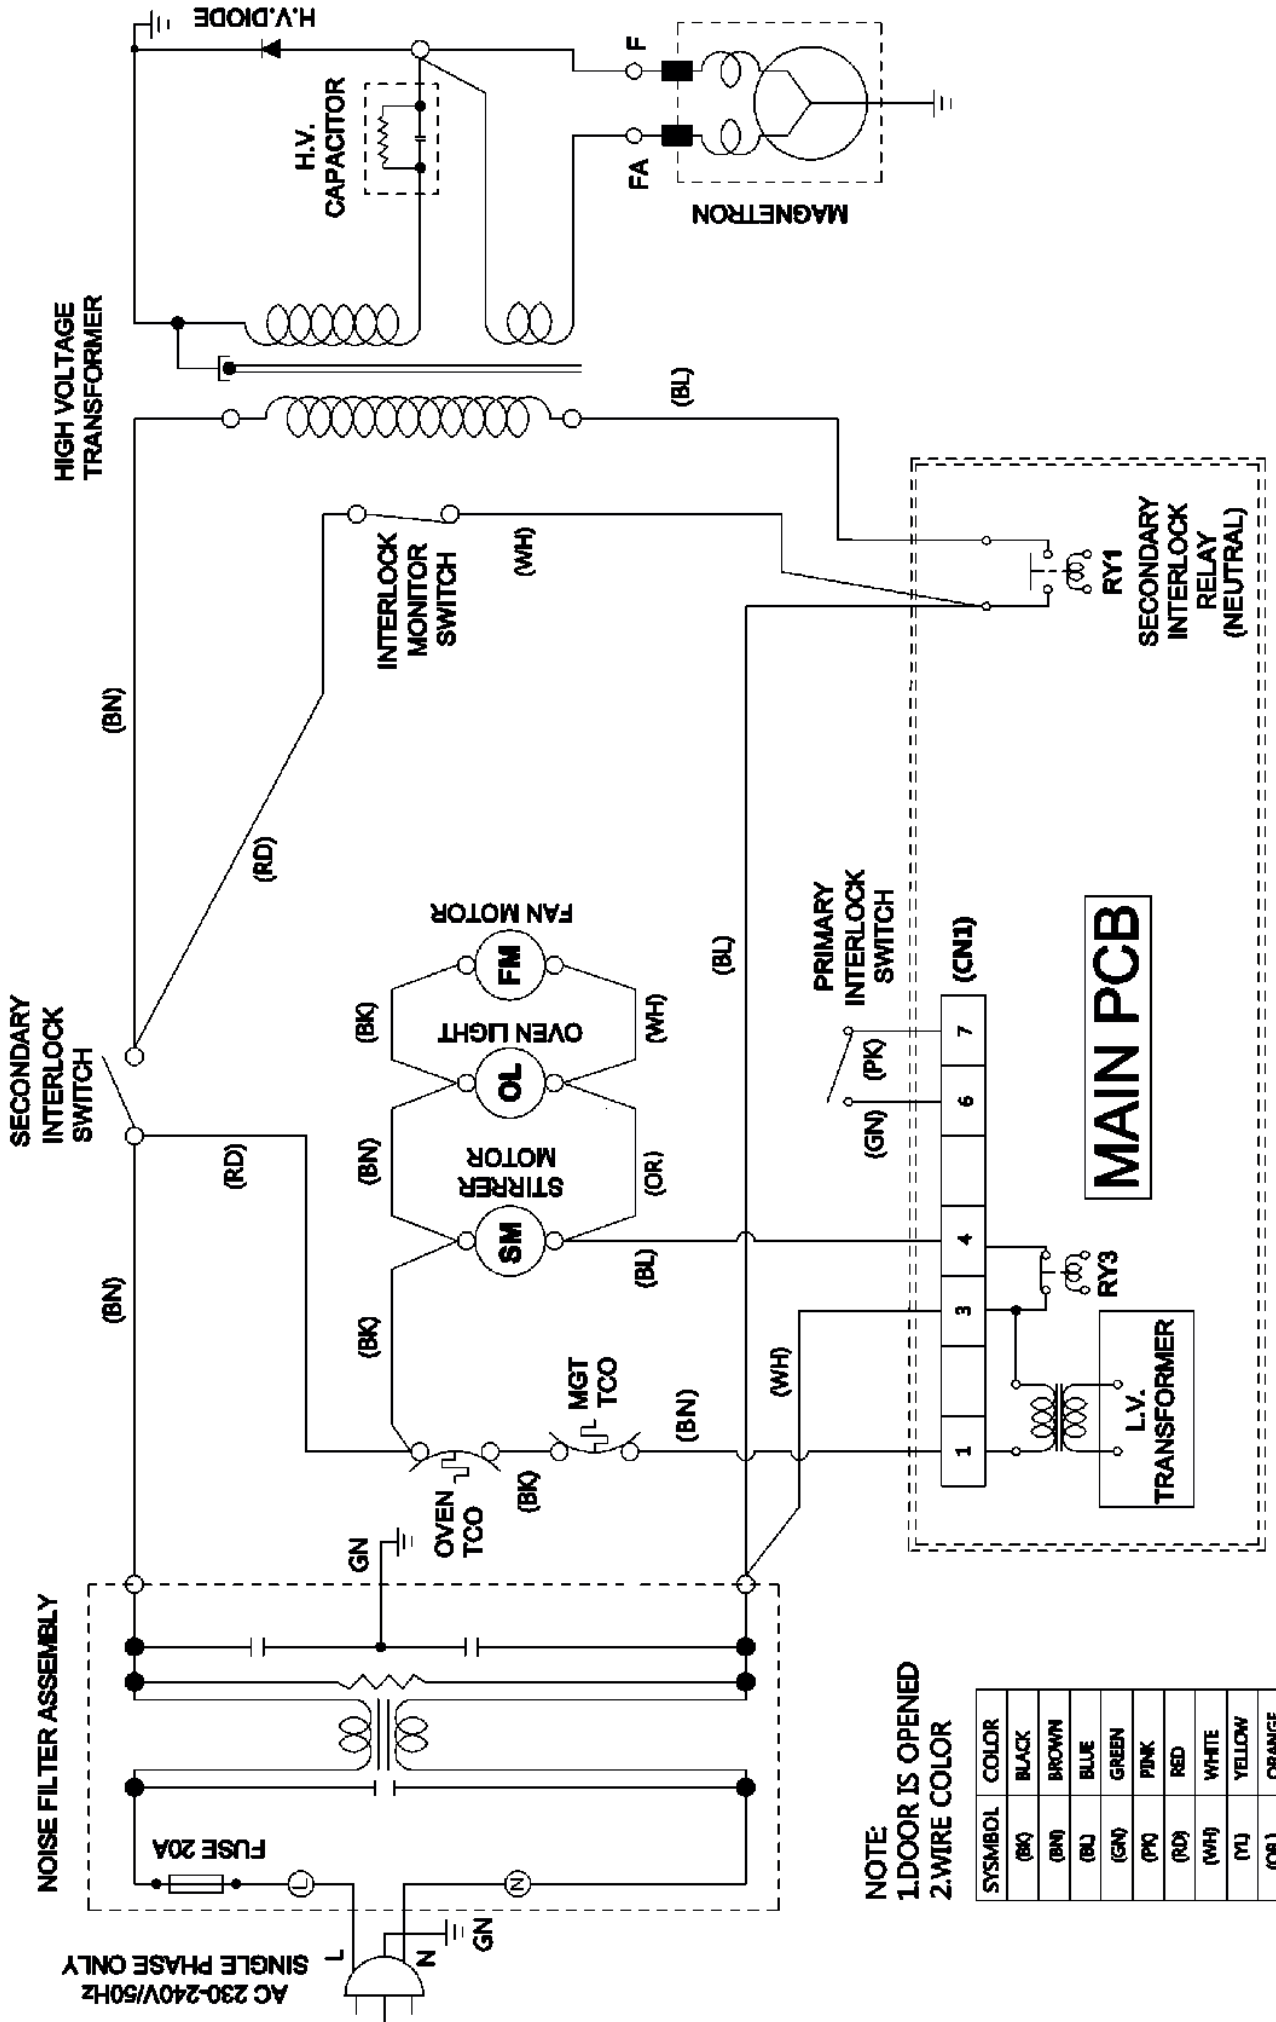 AC 230-240V/50Hz
SINGLE PHASE ONLY
L
N
GN
NOISE FILTER ASSEMBLY
FUSE 20A
L
N
GN
(BN)
SECONDARY
INTERLOCK
SWITCH
(RD)
(BN)
(RD)
HIGH VOLTAGE
TRANSFORMER
H.V.DIODE
H.V.
CAPACITOR
F
FA
MAGNETRON
OVEN
TCO
(BK)
MGT
TCO
(BN)
(BK)
SM
STIRRER
MOTOR
(BN)
OL
OVEN LIGHT
(BK)
FM
FAN MOTOR
(BL)
(OR)
(WH)
INTERLOCK
MONITOR
SWITCH
(WH)
(BL)
(BL)
(WH)
PRIMARY
INTERLOCK
SWITCH
(GN)
(PK)
(CN1)
1
3
4
6
7
L.V.
TRANSFORMER
RY3
MAIN PCB
RY1
SECONDARY
INTERLOCK
RELAY
(NEUTRAL)
NOTE:
1.DOOR IS OPENED
2.WIRE COLOR
SYSMBOL COLOR
(BK) BLACK
(BN) BROWN
(BL) BLUE
(GN) GREEN
(PK) PINK
(RD) RED
(WH) WHITE
(YL) YELLOW
(OR) ORANGE